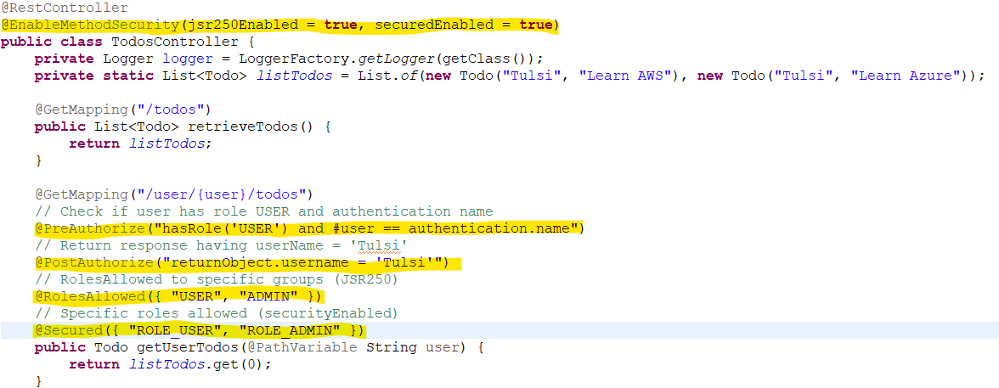 @RestController
@EnableMethodSecurity(jsr250Enabled = true, securedEnabled = true)
public class TodosController {
    private Logger logger = LoggerFactory.getLogger(getClass());
    private static List<Todo> listTodos = List.of(new Todo("Tulsi", "Learn AWS"), new Todo("Tulsi", "Learn Azure"));
    @GetMapping("/todos")
    public List<Todo> retrieveTodos() {
        return listTodos;
    }
    @GetMapping("/user/{user}/todos")
    // Check if user has role USER and authentication name
    @PreAuthorize("hasRole('USER') and #user == authentication.name")
    // Return response having userName = 'Tulsi'
    @PostAuthorize("returnObject.username = 'Tulsi'")
    // RolesAllowed to specific groups (JSR250)
    @RolesAllowed({ "USER", "ADMIN" })
    // Specific roles allowed (securityEnabled)
    @Secured({ "ROLE_USER", "ROLE_ADMIN" })
    public Todo getUserTodos(@PathVariable String user) {
        return listTodos.get(0);
    }